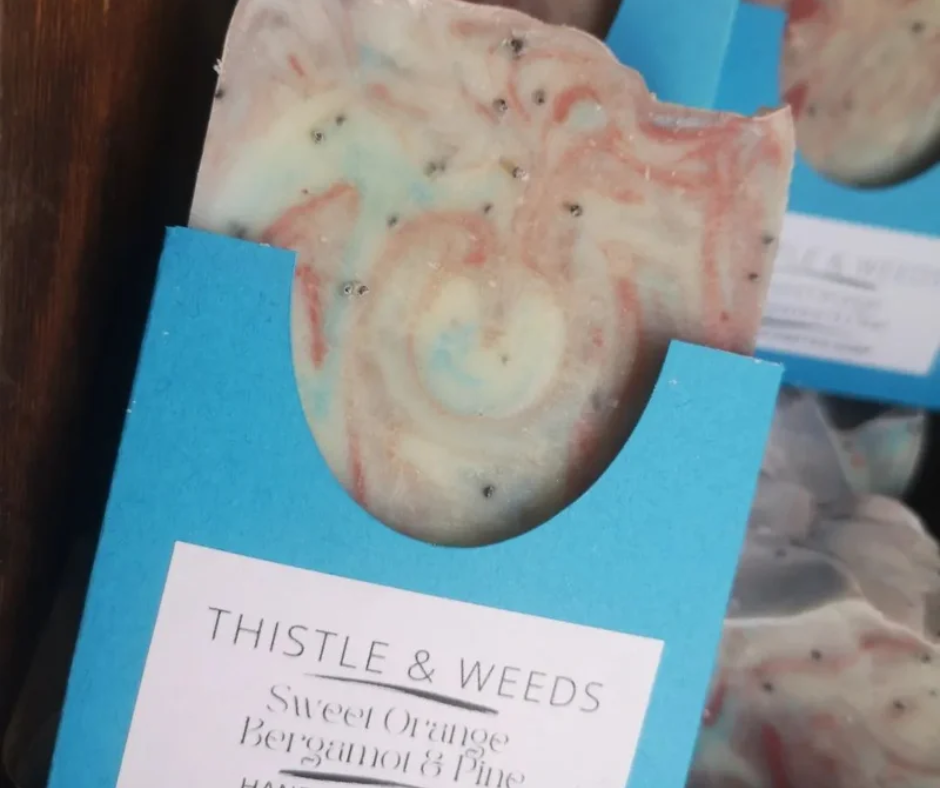 THISTLE & WEEDS
Sweet Orange
Bergamot & Pine